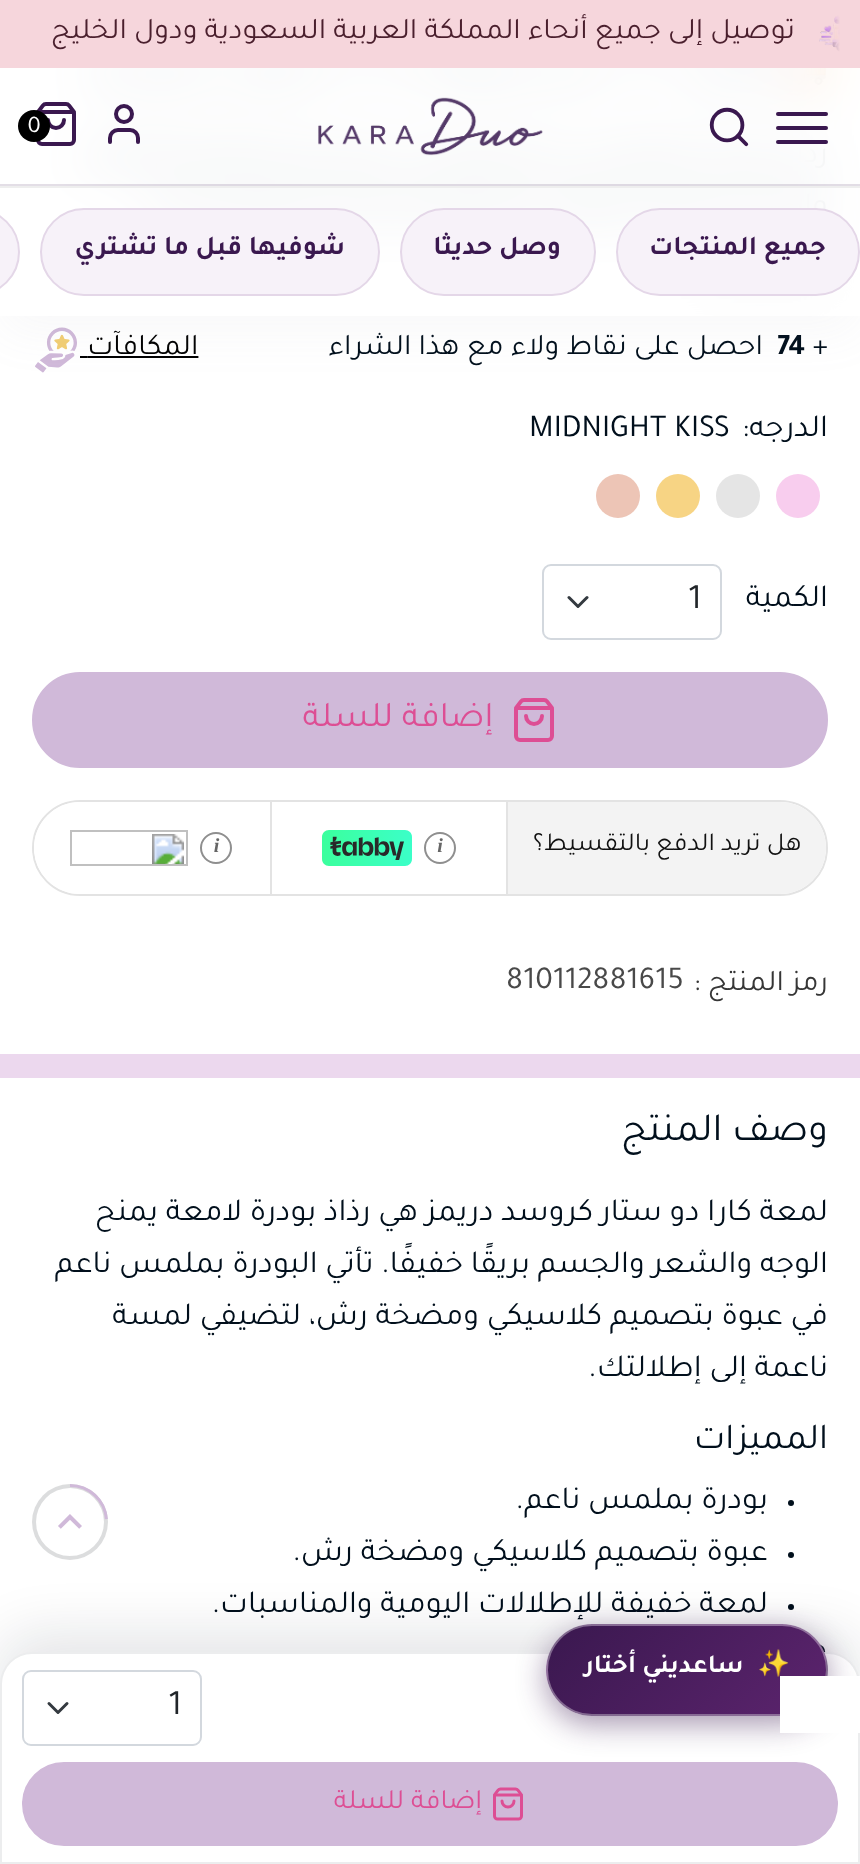 توصيل إلى جميع أنحاء المملكة العربية السعودية ودول الخليج
KARA Duo
0
جميع المنتجات
وصل حديثا
شوفيها قبل ما تشتري
+ 74 احصل على نقاط ولاء مع هذا الشراء
المكافآت
الدرجه: MIDNIGHT KISS
الكمية
1
إضافة للسلة
هل تريد الدفع بالتقسيط؟
i
tabby
i
رمز المنتج : 810112881615
وصف المنتج
لمعة كارا دو ستار كروسد دريمز هي رذاذ بودرة لامعة يمنح
الوجه والشعر والجسم بريقًا خفيفًا. تأتي البودرة بملمس ناعم
في عبوة بتصميم كلاسيكي ومضخة رش، لتضيفي لمسة
ناعمة إلى إطلالتك.
المميزات
• بودرة بملمس ناعم.
• عبوة بتصميم كلاسيكي ومضخة رش.
• لمعة خفيفة للإطلالات اليومية والمناسبات.
✨ ساعديني أختار
1
إضافة للسلة